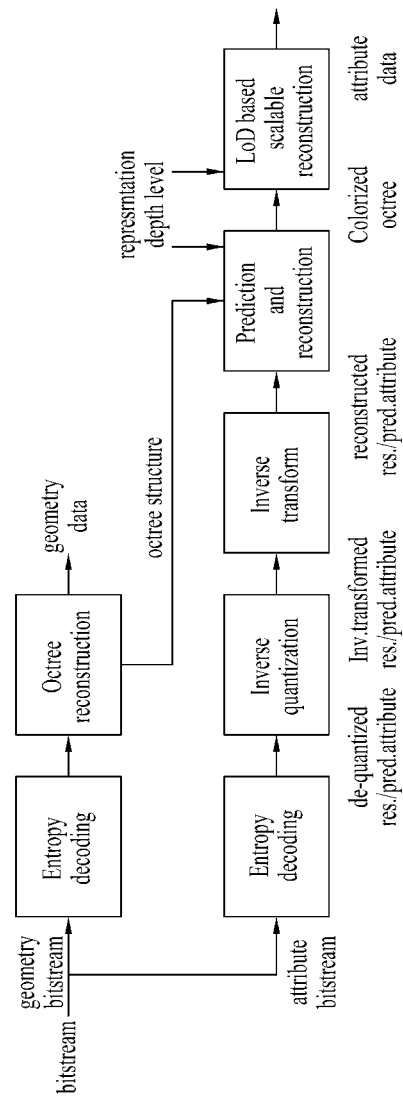 bitstream
geometry
bitstream
Entropy
decoding
Octree
reconstruction
geometry
data
octree structure
represmtation
depth level
attribute
bitstream
Entropy
decoding
Inverse
quantization
Inverse
transform
Prediction
and
reconstruction
LoD based
scalable
reconstruction
de-quantized
res./pred.attribute
Inv.transformed
res./pred.attribute
reconstructed
res./pred.attribute
Colorized
octree
attribute
data